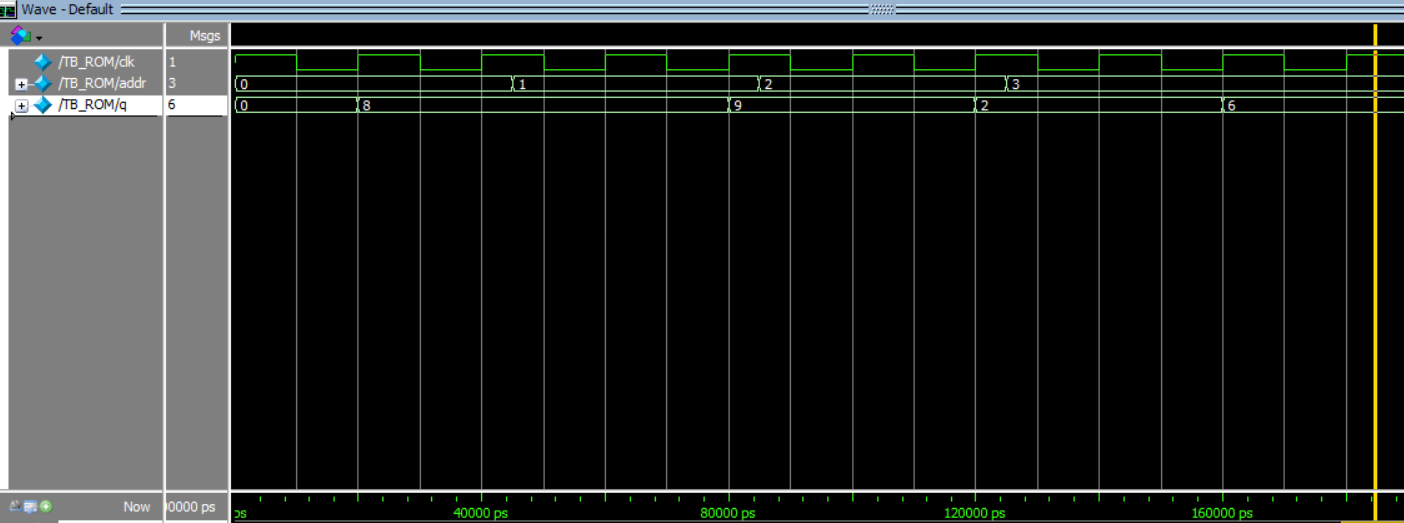 Wave - Default
Msgs
/TB_ROM/clk 1
/TB_ROM/addr 3 0 1 2 3
/TB_ROM/q 6 0 8 9 2 6
Now 00000 ps ps 40000 ps 80000 ps 120000 ps 160000 ps